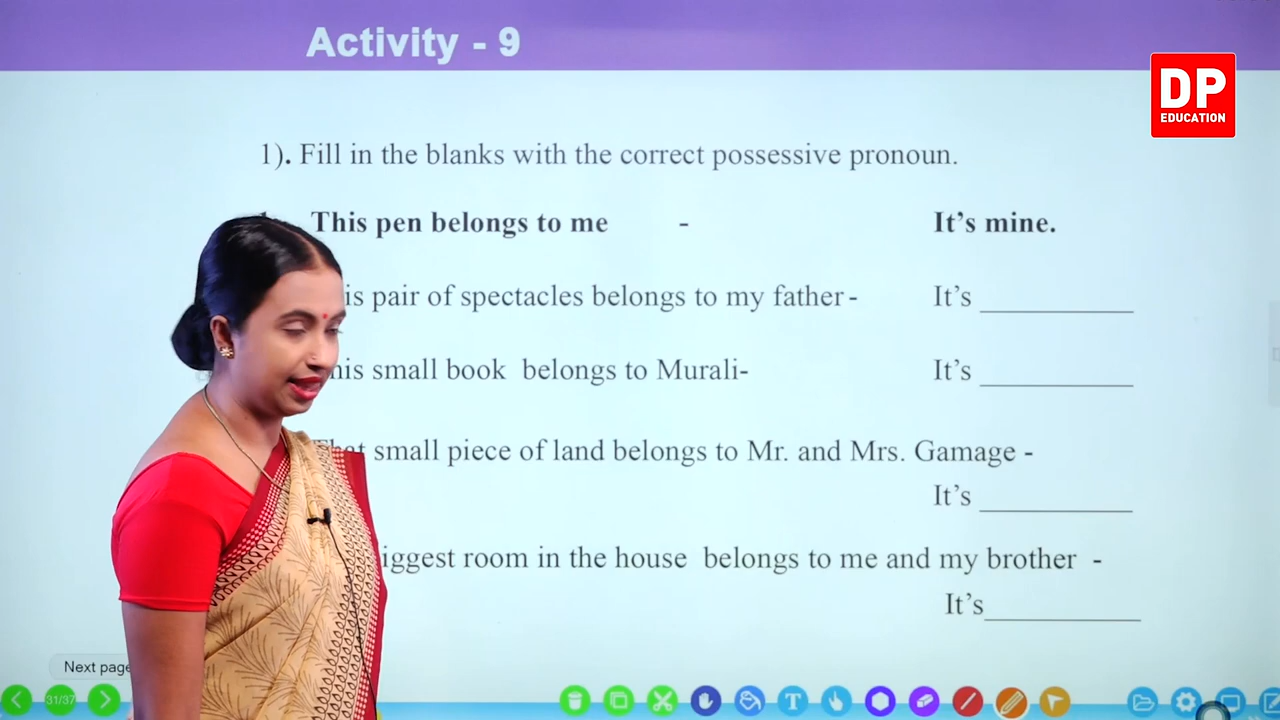 Activity - 9
DP
EDUCATION
1). Fill in the blanks with the correct possessive pronoun.
This pen belongs to me - It's mine.
pair of spectacles belongs to my father - It's
small book belongs to Murali- It's
That small piece of land belongs to Mr. and Mrs. Gamage -
It's
room in the house belongs to me and my brother -
It's
Next page
31/37
T